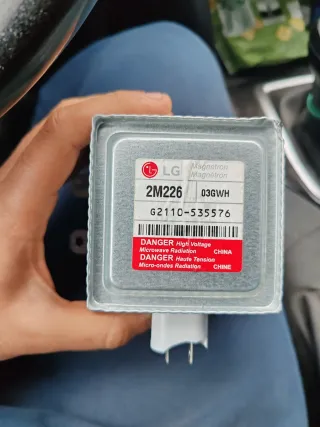 LG Magnétron
Magnetron
2M226 03GWH
G2110-535576
DANGER High Voltage
Microwave Radiation CHINA
DANGER Haute Tension
Micro-ondes Radiation CHINE